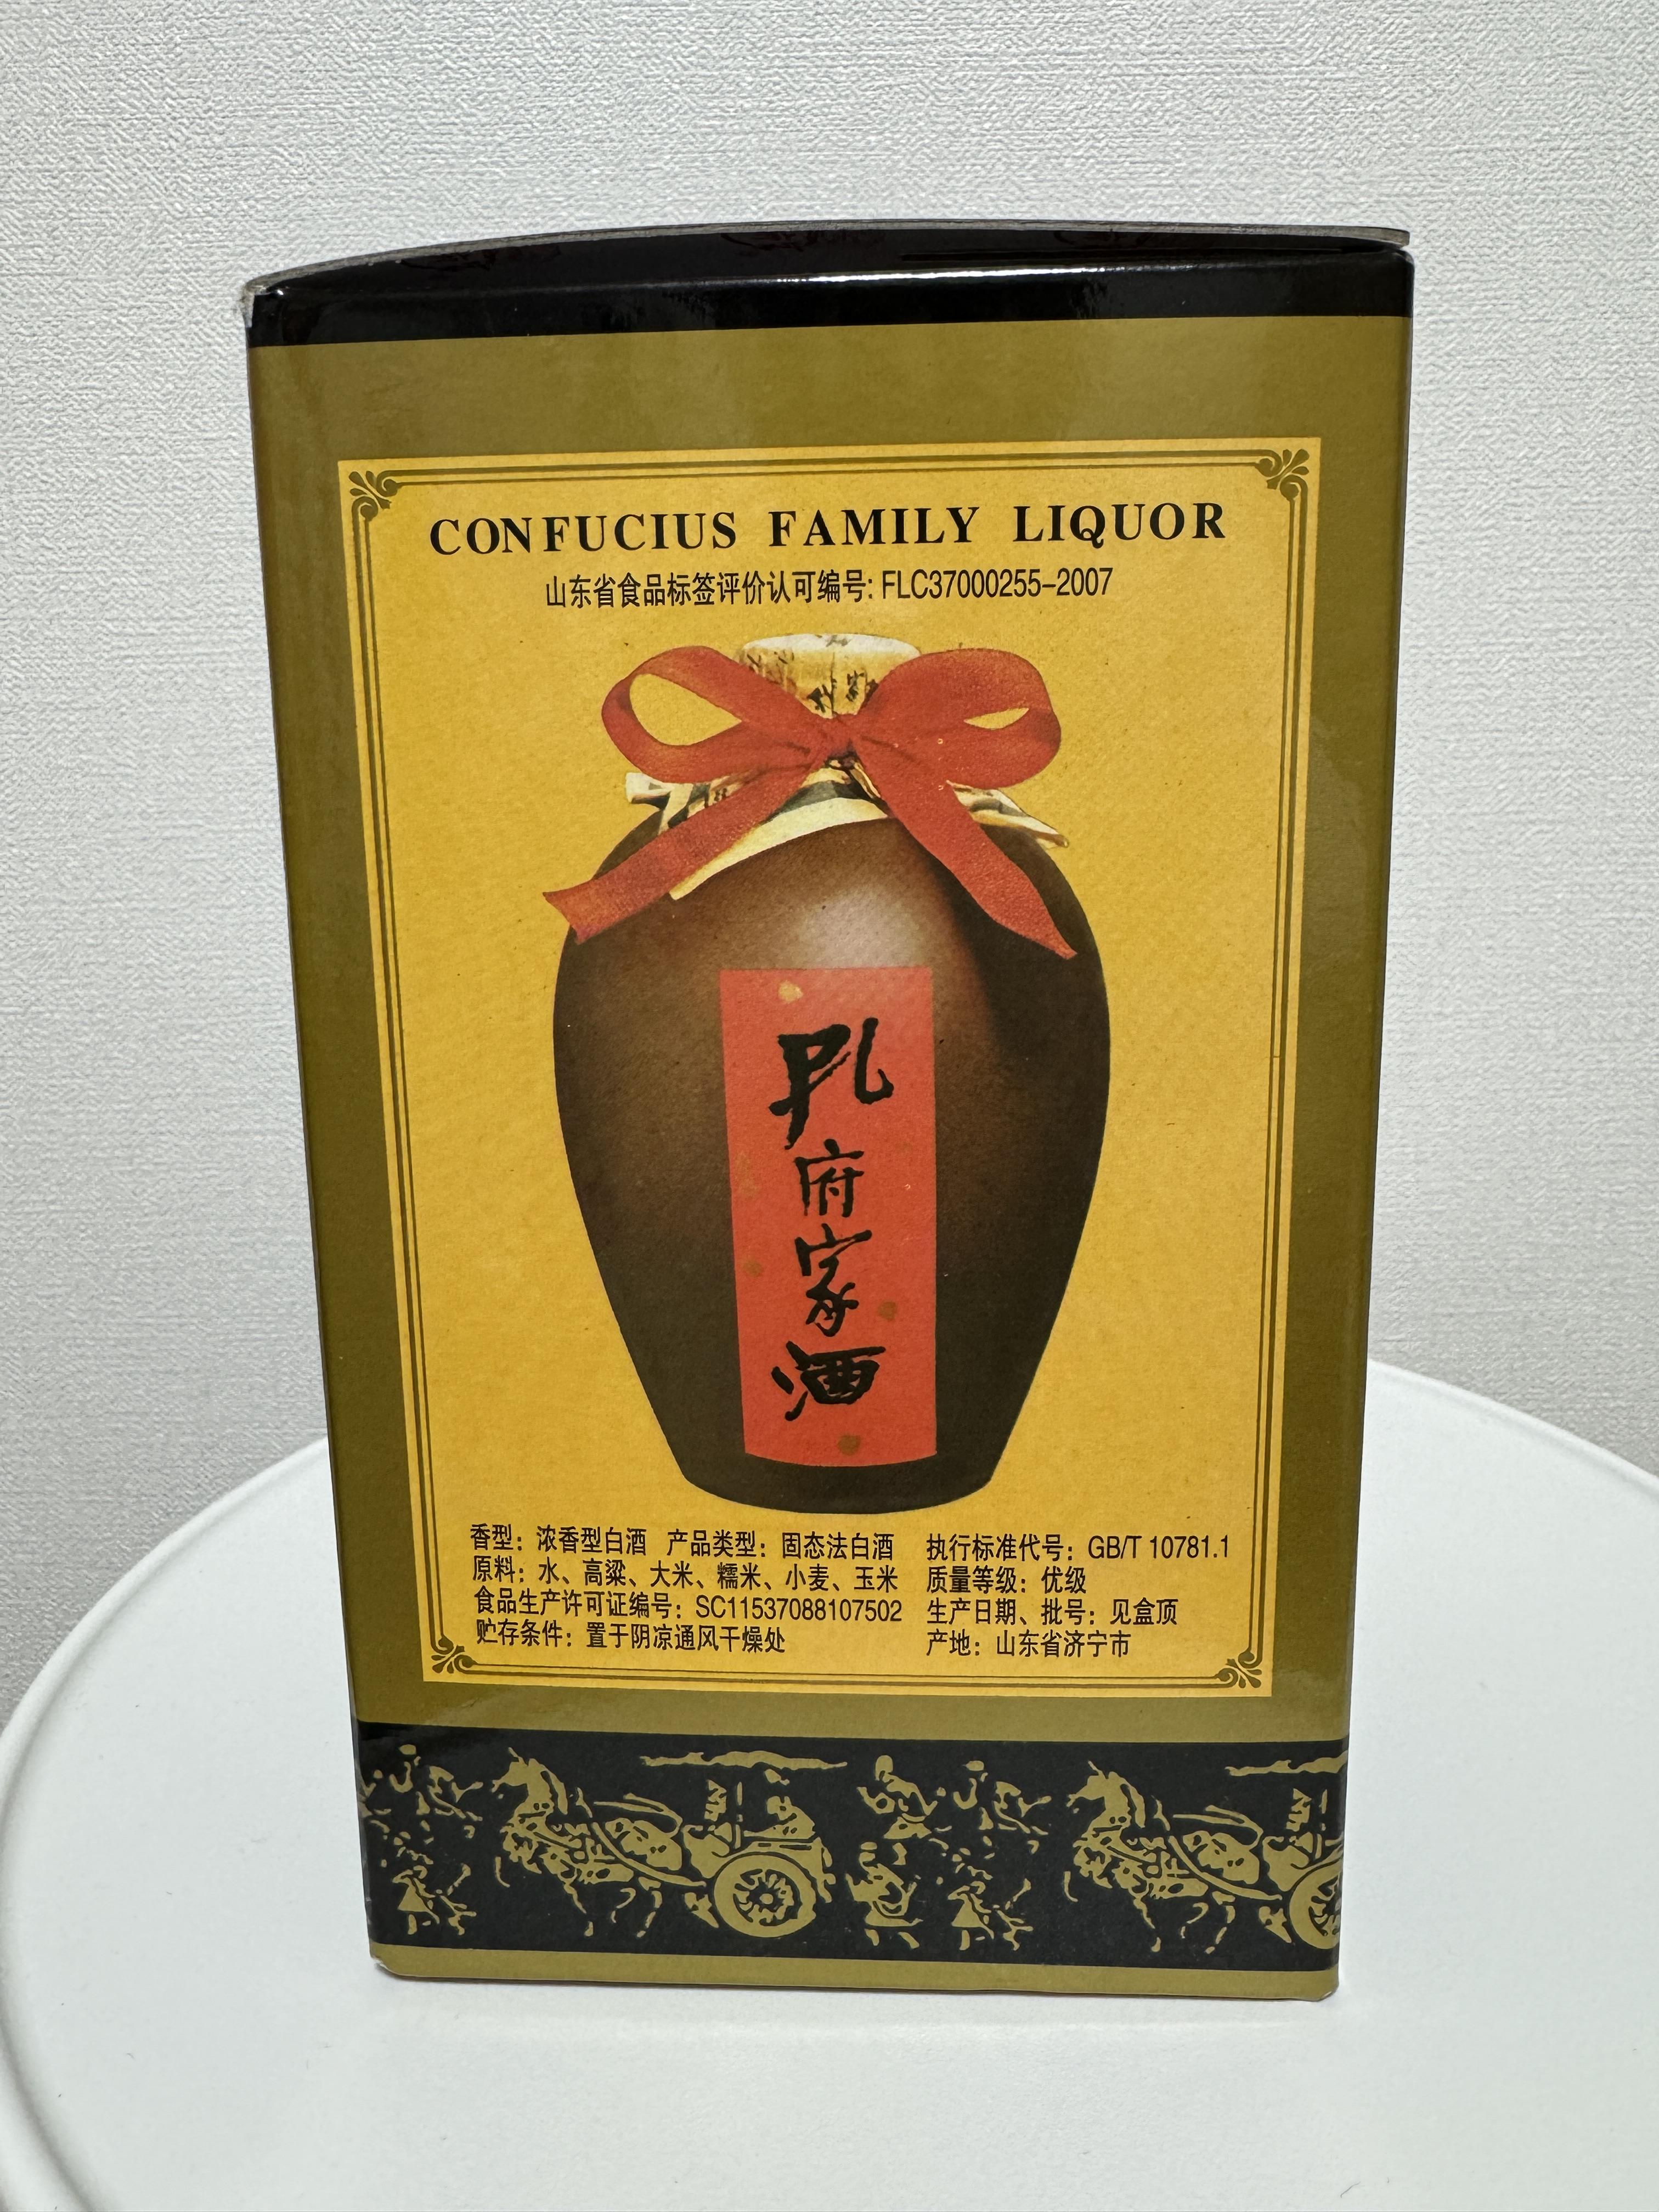 CONFUCIUS FAMILY LIQUOR
山东省食品标签评价认可编号: FLC37000255-2007
孔府家酒
香型：浓香型白酒 产品类型：固态法白酒
原料：水、高粱、大米、糯米、小麦、玉米
食品生产许可证编号：SC11537088107502
贮存条件：置于阴凉通风干燥处
执行标准代号：GB/T 10781.1
质量等级：优级
生产日期、批号：见盒顶
产地：山东省济宁市